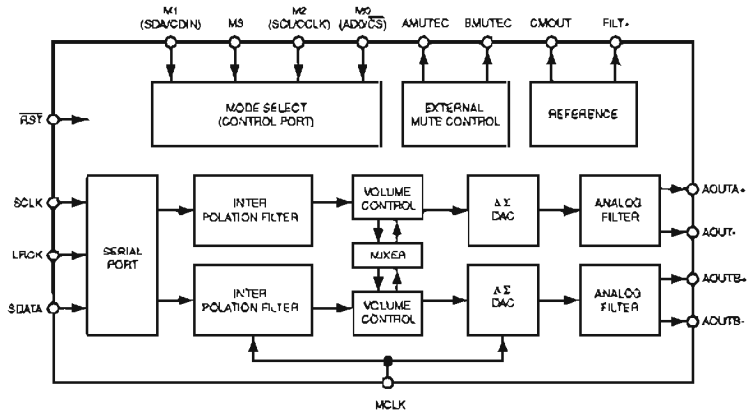 M1
(SDA/CDIN)
M3
M2
(SCL/CCLK)
M0
(AD0/CS)
AMUTEC
BMUTEC
CMOUT
FILT+
RST
MODE SELECT
(CONTROL PORT)
EXTERNAL
MUTE CONTROL
REFERENCE
SCLK
LRCK
SDATA
SERIAL
PORT
INTER
POLATION FILTER
VOLUME
CONTROL
ΔΣ
DAC
ANALOG
FILTER
AOUTA+
AOUT-
MIXER
INTER
POLATION FILTER
VOLUME
CONTROL
ΔΣ
DAC
ANALOG
FILTER
AOUTB+
AOUTB-
MCLK